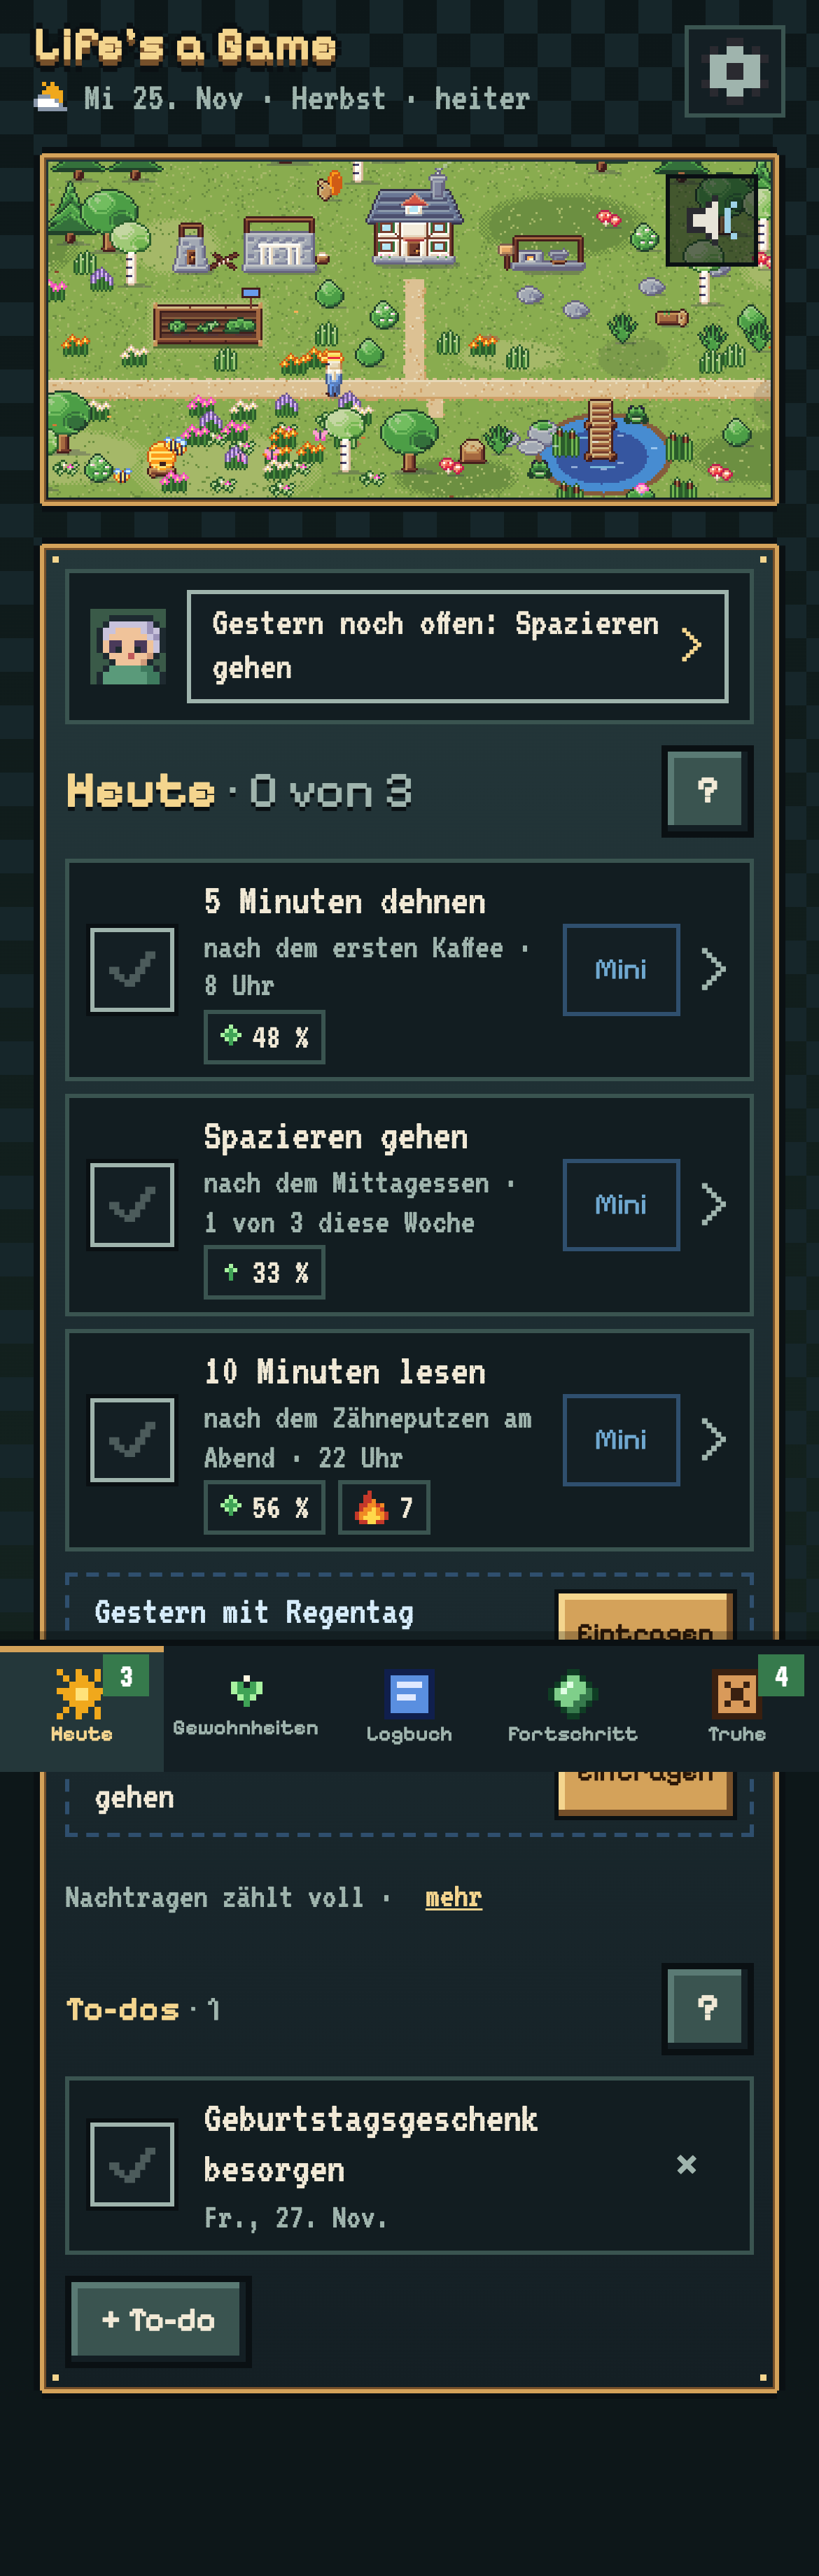 Life's a Game
Mi 25. Nov · Herbst · heiter
Gestern noch offen: Spazieren
gehen
Heute · 0 von 3
?
5 Minuten dehnen
nach dem ersten Kaffee ·
8 Uhr
Mini
48 %
Spazieren gehen
nach dem Mittagessen ·
1 von 3 diese Woche
Mini
33 %
10 Minuten lesen
nach dem Zähneputzen am
Abend · 22 Uhr
Mini
56 %
7
Gestern mit Regentag
Eintragen
3
Heute
Gewohnheiten
Logbuch
Fortschritt
4
Truhe
gehen
Eintragen
Nachtragen zählt voll · mehr
To-dos · 1
?
Geburtstagsgeschenk
besorgen
×
Fr., 27. Nov.
+ To-do